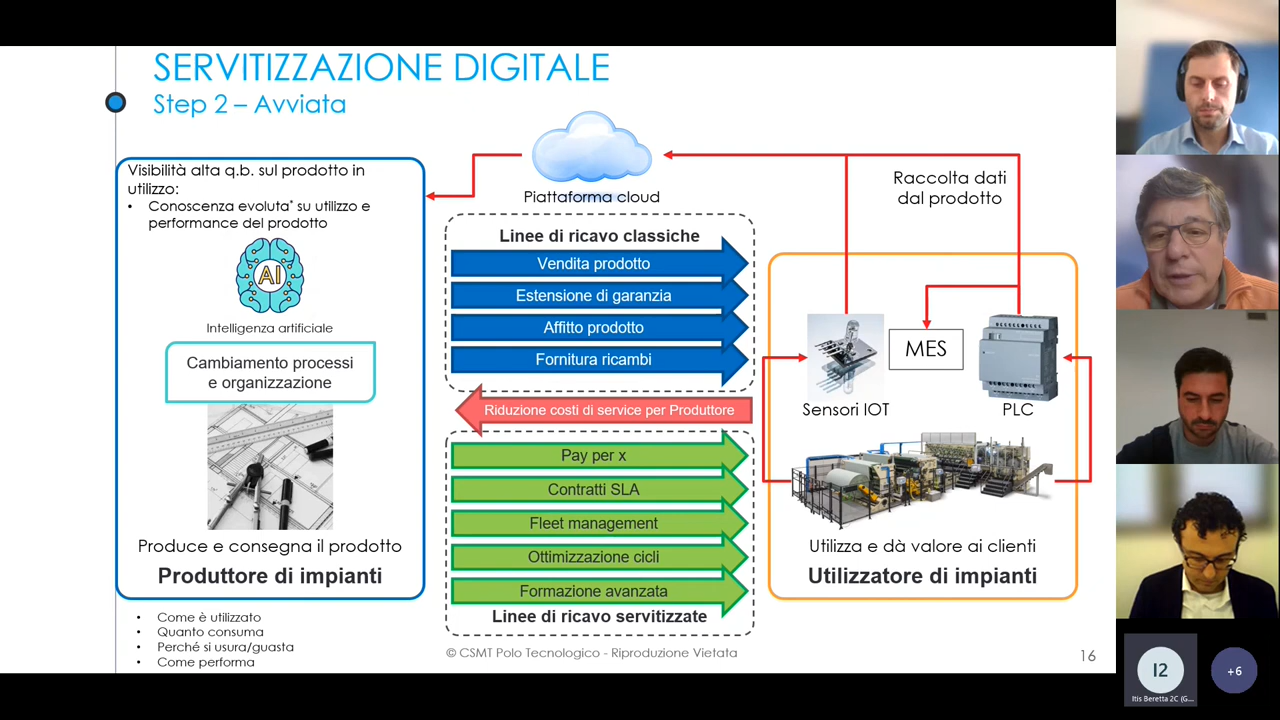 SERVITIZZAZIONE DIGITALE
Step 2 – Avviata
Visibilità alta q.b. sul prodotto in
utilizzo:
• Conoscenza evoluta* su utilizzo e
performance del prodotto
AI
Intelligenza artificiale
Cambiamento processi
e organizzazione
Produce e consegna il prodotto
Produttore di impianti
• Come è utilizzato
• Quanto consuma
• Perché si usura/guasta
• Come performa
Piattaforma cloud
Linee di ricavo classiche
Vendita prodotto
Estensione di garanzia
Affitto prodotto
Fornitura ricambi
Riduzione costi di service per Produttore
Pay per x
Contratti SLA
Fleet management
Ottimizzazione cicli
Formazione avanzata
Linee di ricavo servitizzate
Raccolta dati
dal prodotto
MES
Sensori IOT
PLC
Utilizza e dà valore ai clienti
Utilizzatore di impianti
© CSMT Polo Tecnologico - Riproduzione Vietata
16
I2
Itis Beretta 2C (G...
+6